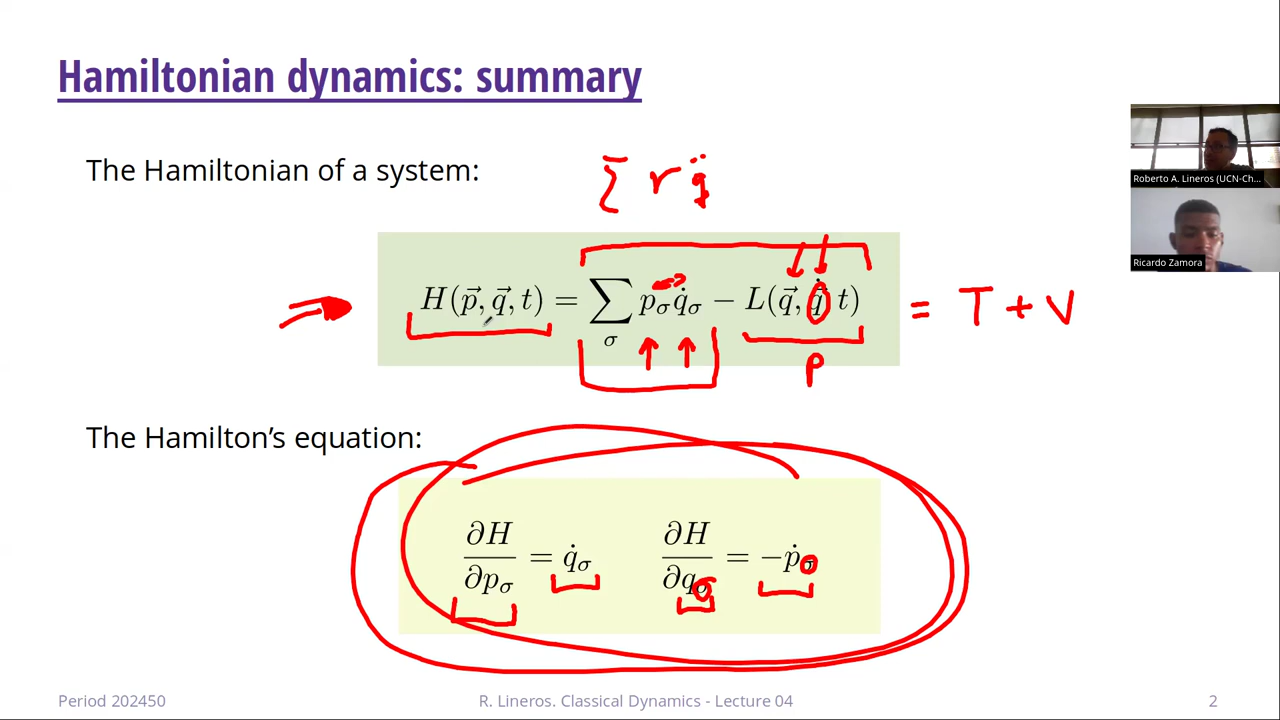 Hamiltonian dynamics: summary
The Hamiltonian of a system:
Σ r q̈
H(p⃗, q⃗, t) = ∑_σ p_σ q̇_σ − L(q⃗, q⃗̇, t) = T + V
p
The Hamilton’s equation:
∂H/∂p_σ = q̇_σ ∂H/∂q_σ = −ṗ_σ
Roberto A. Lineros (UCN-Ch...
Ricardo Zamora
Period 202450 R. Lineros. Classical Dynamics - Lecture 04 2